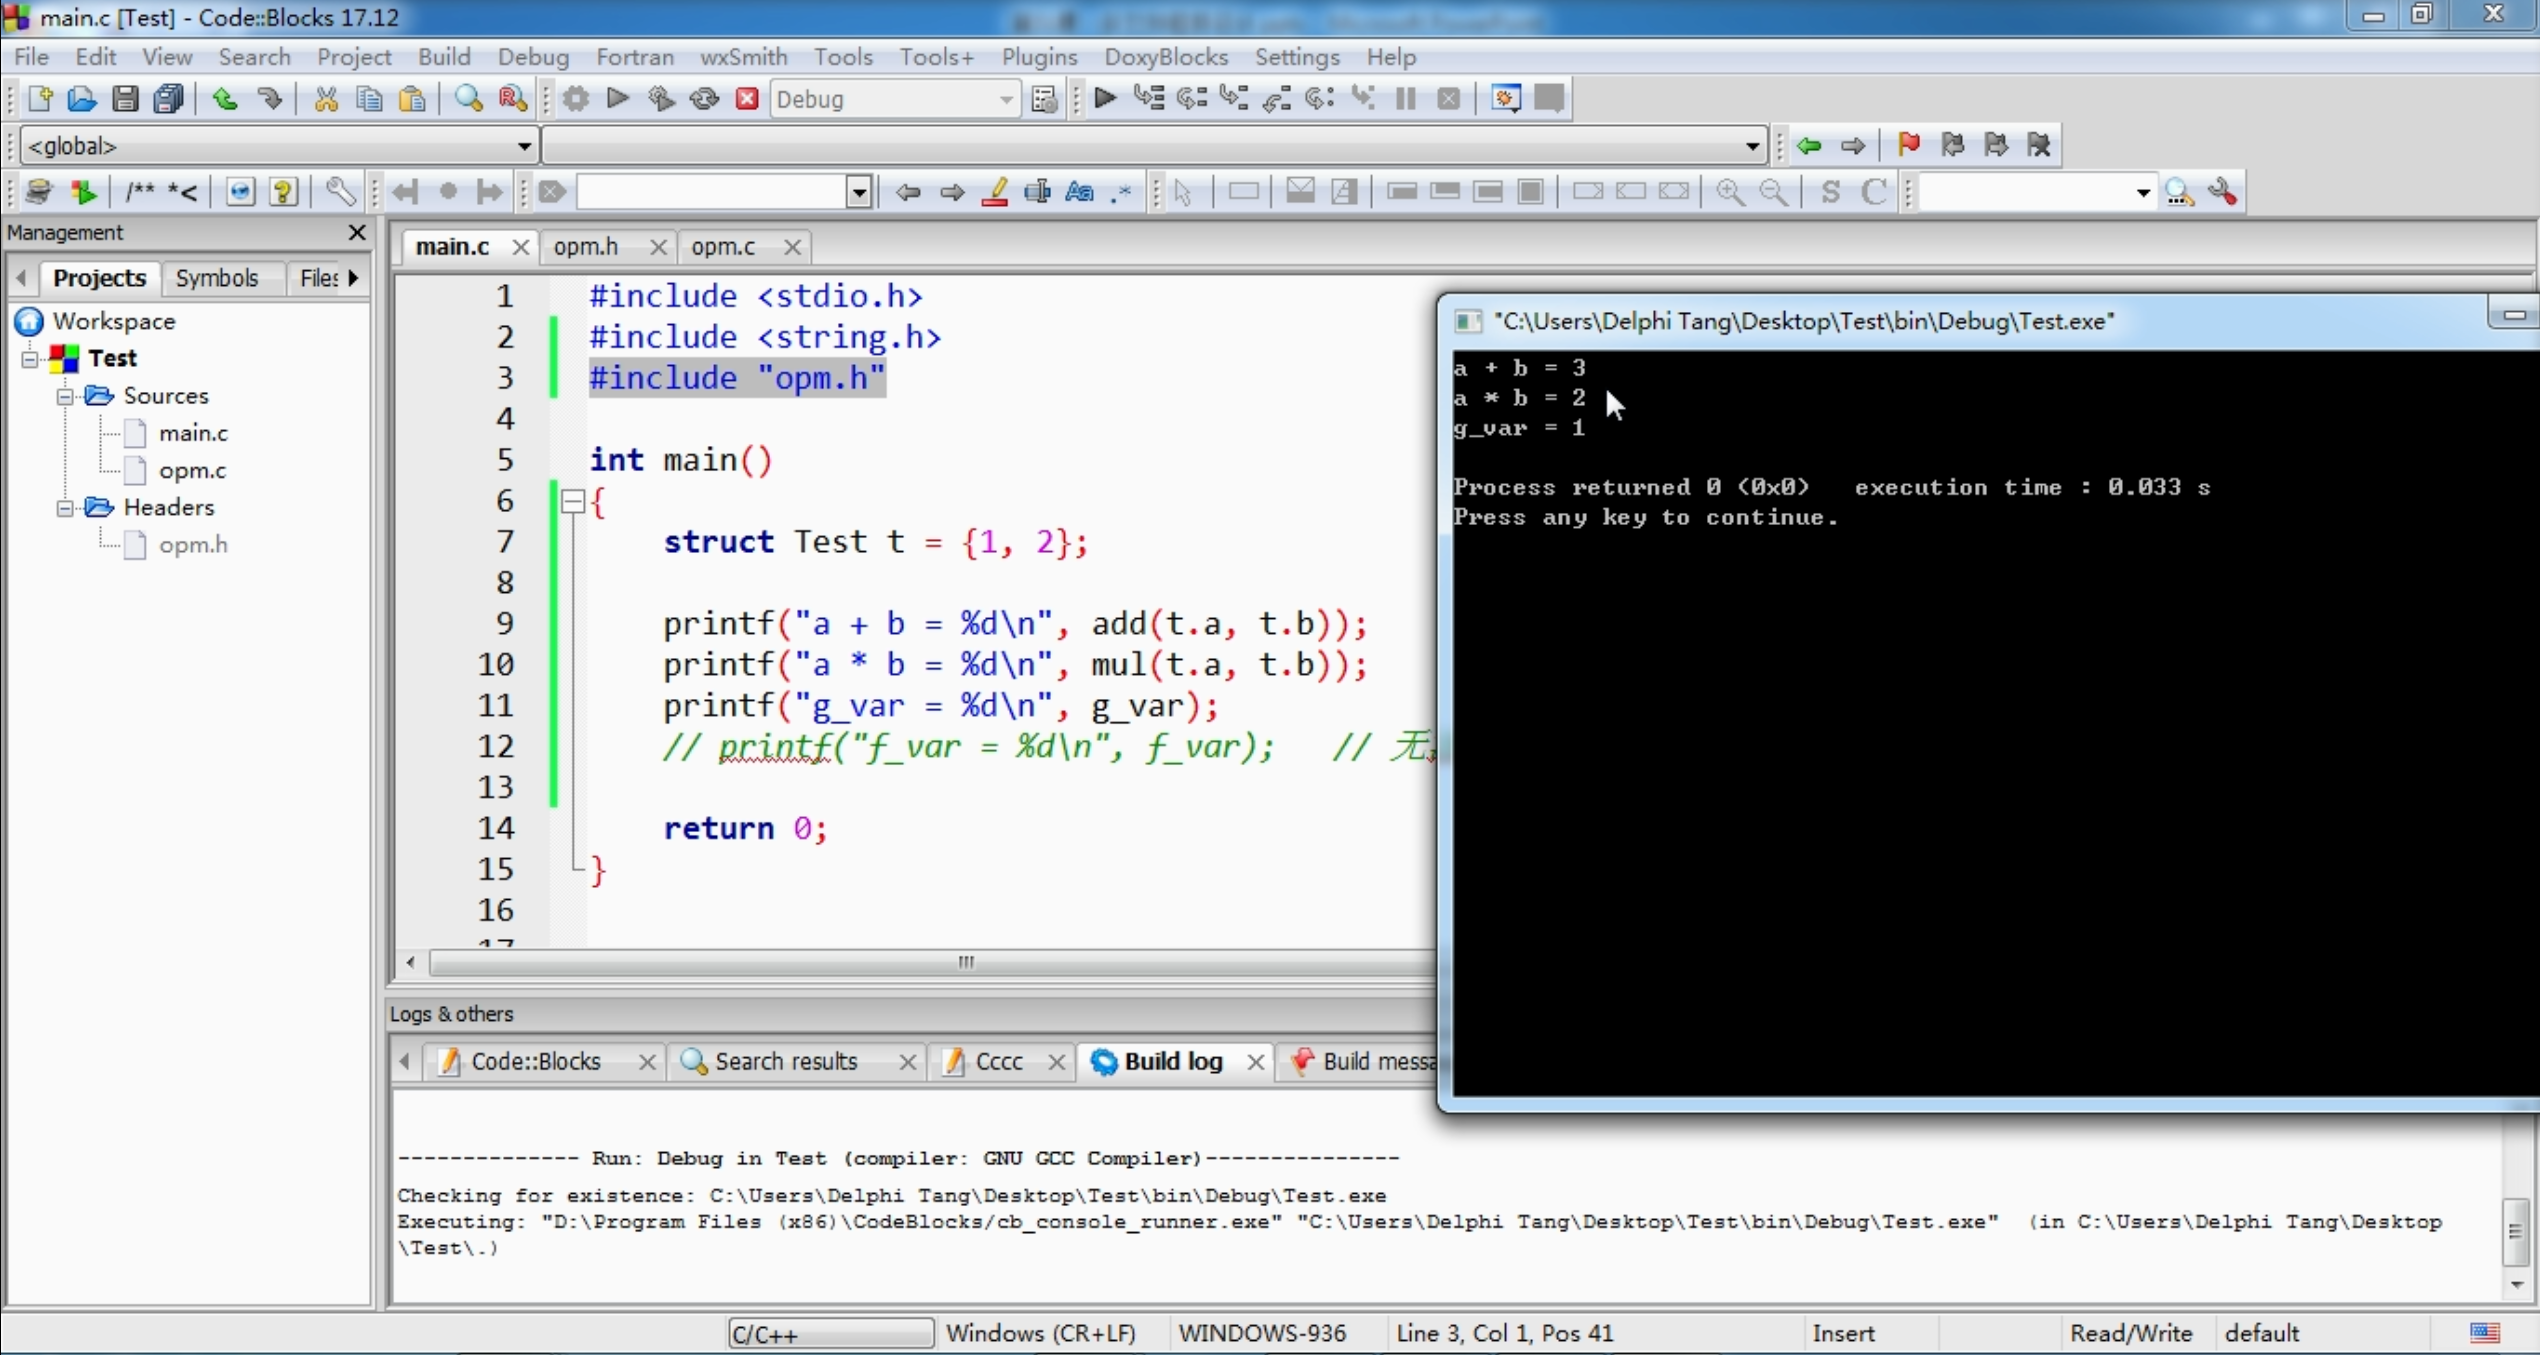 main.c [Test] - Code::Blocks 17.12
File Edit View Search Project Build Debug Fortran wxSmith Tools Tools+ Plugins DoxyBlocks Settings Help
Debug
<global>
/** *<
Aa .*
S C
Management
Projects Symbols Files
Workspace
Test
Sources
main.c
opm.c
Headers
opm.h
main.c opm.h opm.c
1 #include <stdio.h>
2 #include <string.h>
3 #include "opm.h"
4
5 int main()
6 {
7 struct Test t = {1, 2};
8
9 printf("a + b = %d\n", add(t.a, t.b));
10 printf("a * b = %d\n", mul(t.a, t.b));
11 printf("g_var = %d\n", g_var);
12 // printf("f_var = %d\n", f_var); // 无
13
14 return 0;
15 }
16
17
"C:\Users\Delphi Tang\Desktop\Test\bin\Debug\Test.exe"
a + b = 3
a * b = 2
g_var = 1
Process returned 0 (0x0) execution time : 0.033 s
Press any key to continue.
Logs & others
Code::Blocks Search results Cccc Build log Build messa
-------------- Run: Debug in Test (compiler: GNU GCC Compiler)---------------
Checking for existence: C:\Users\Delphi Tang\Desktop\Test\bin\Debug\Test.exe
Executing: "D:\Program Files (x86)\CodeBlocks/cb_console_runner.exe" "C:\Users\Delphi Tang\Desktop\Test\bin\Debug\Test.exe" (in C:\Users\Delphi Tang\Desktop
\Test\.)
C/C++ Windows (CR+LF) WINDOWS-936 Line 3, Col 1, Pos 41 Insert Read/Write default